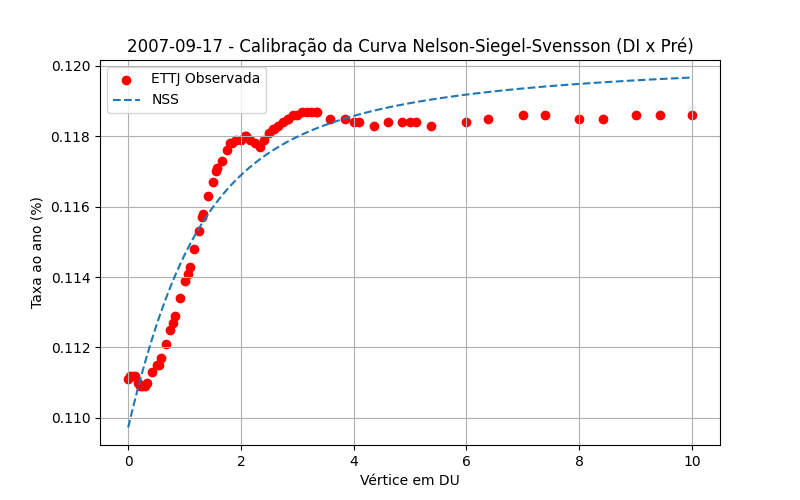 2007-09-17 - Calibração da Curva Nelson-Siegel-Svensson (DI x Pré)
ETTJ Observada
NSS
Taxa ao ano (%)
0.120
0.118
0.116
0.114
0.112
0.110
0 2 4 6 8 10
Vértice em DU